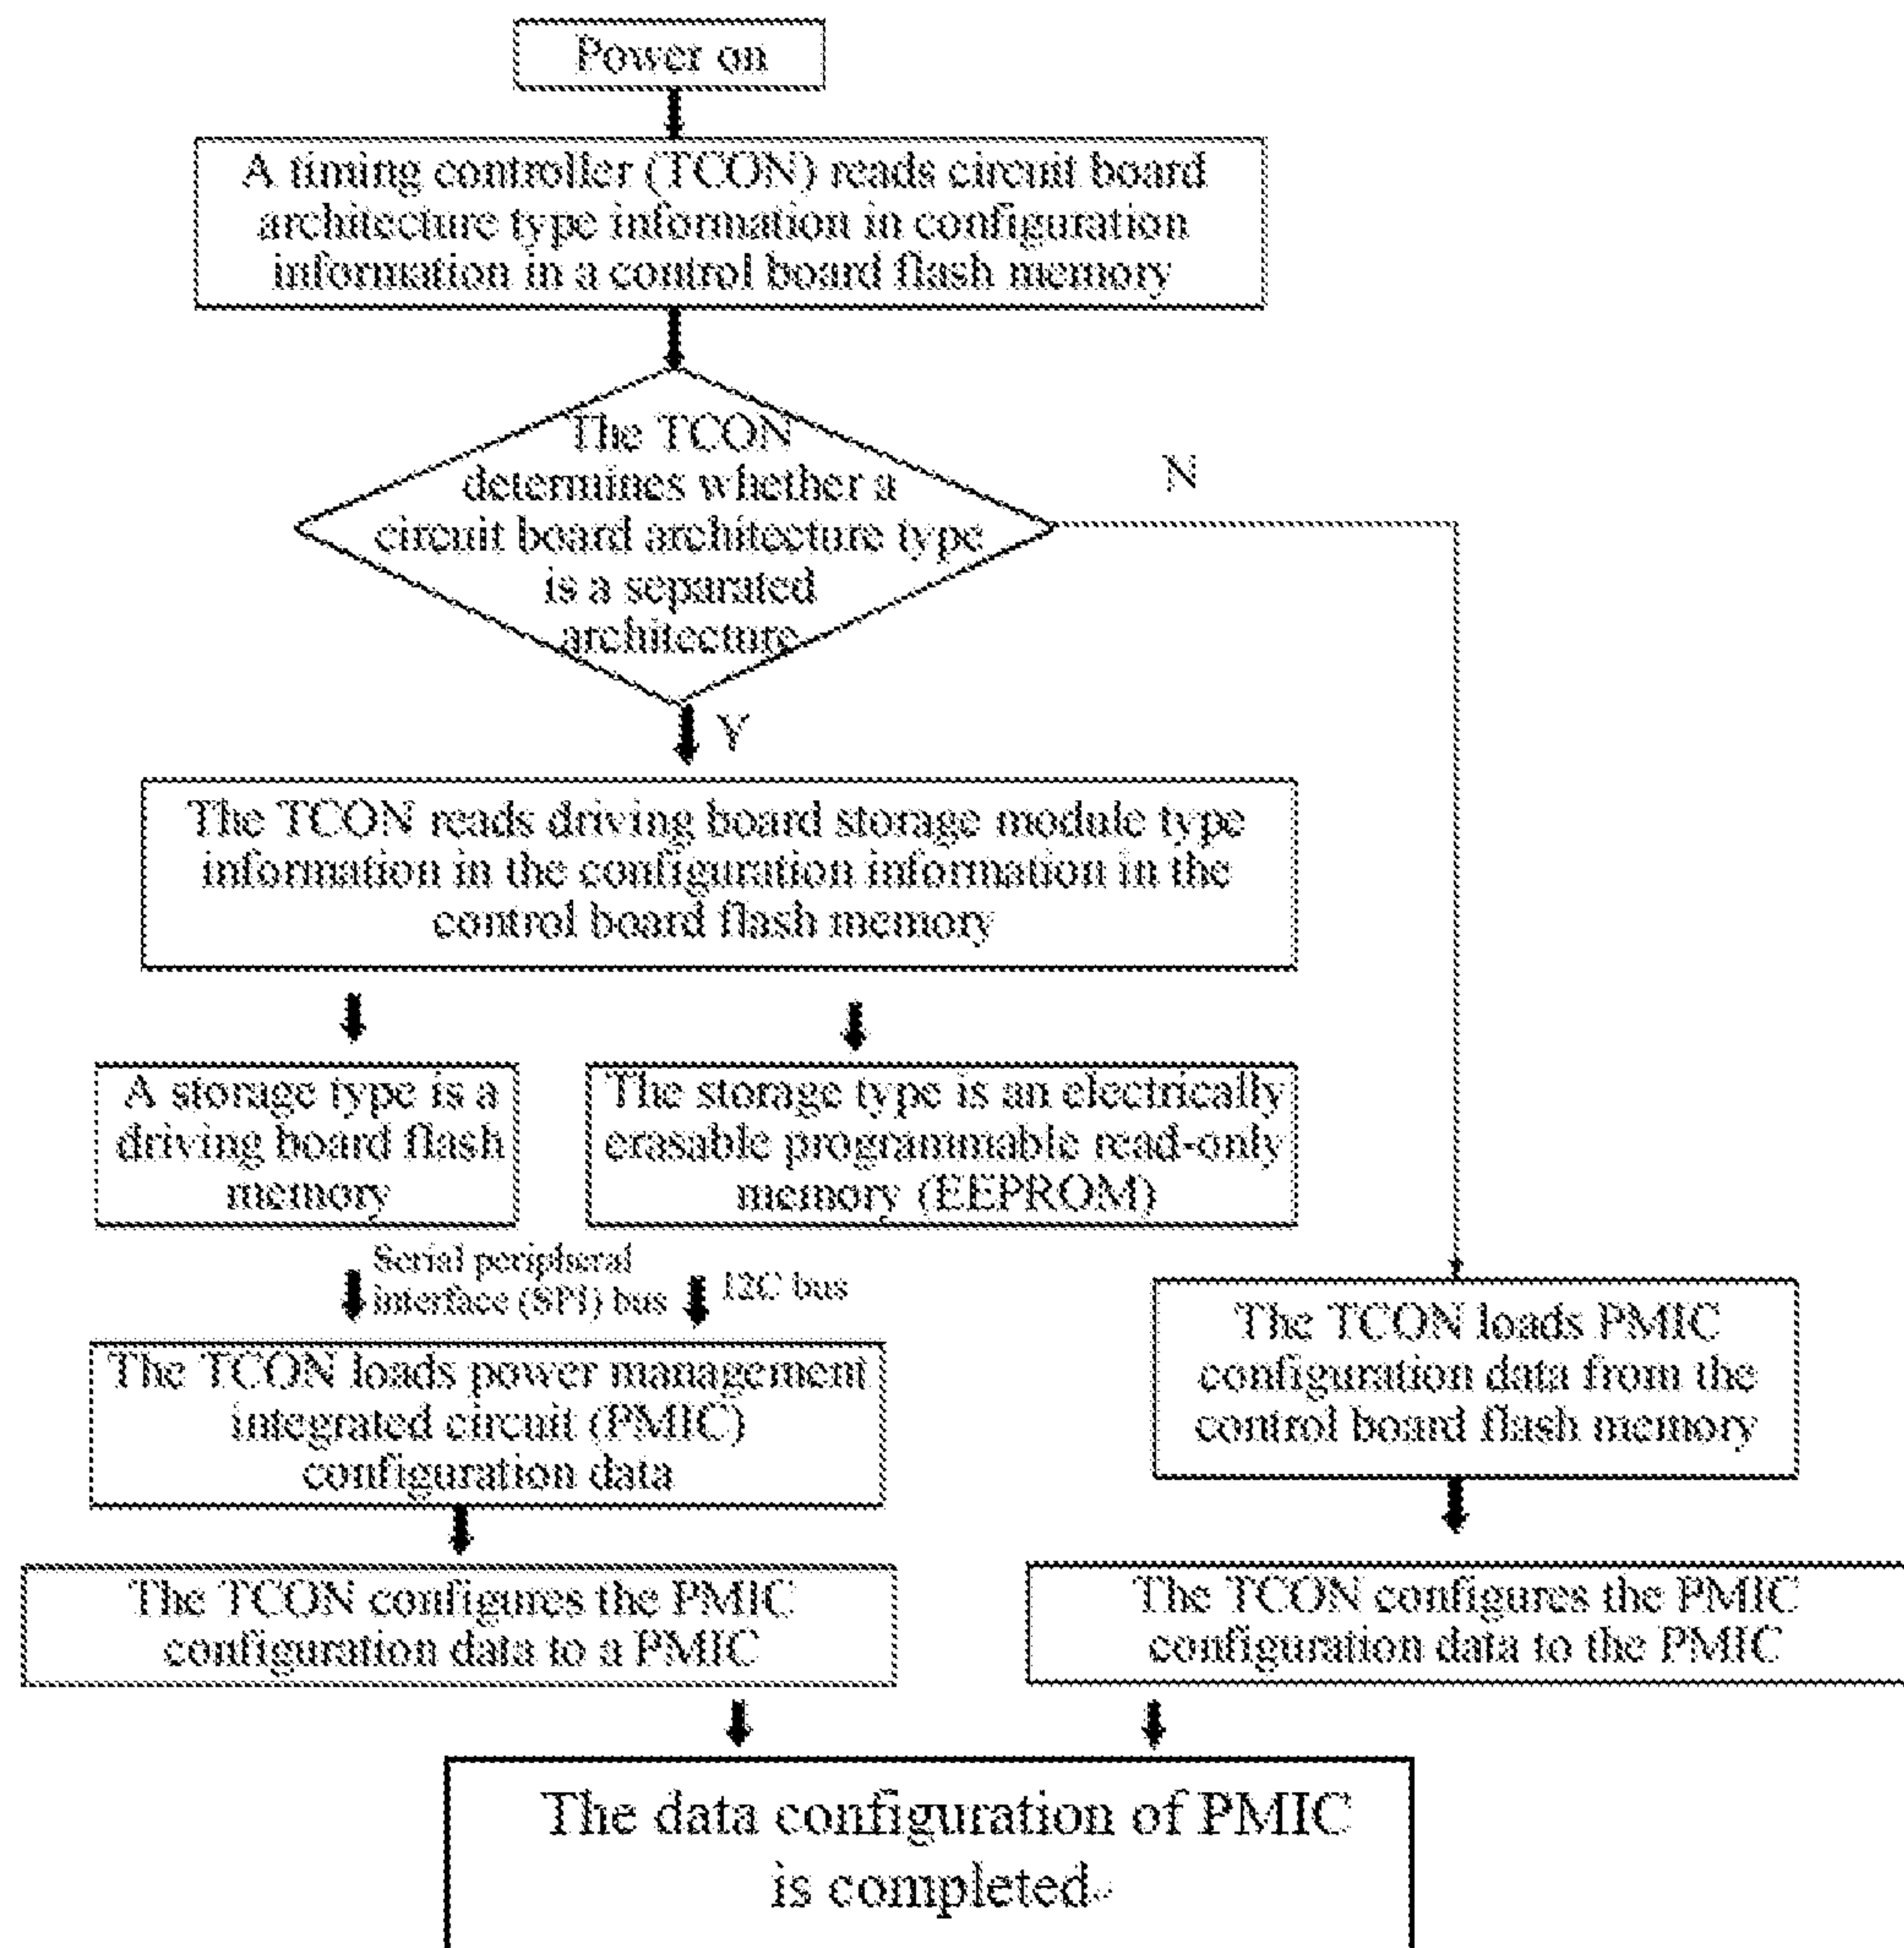 Power on
A timing controller (TCON) reads circuit board
architecture type information in configuration
information in a control board flash memory
The TCON
determines whether a
circuit board architecture type
is a separated
architecture
N
Y
The TCON reads driving board storage module type
information in the configuration information in the
control board flash memory
A storage type is a
driving board flash
memory
The storage type is an electrically
erasable programmable read-only
memory (EEPROM)
Serial peripheral
interface (SPI) bus
I2C bus
The TCON loads power management
integrated circuit (PMIC)
configuration data
The TCON loads PMIC
configuration data from the
control board flash memory
The TCON configures the PMIC
configuration data to a PMIC
The TCON configures the PMIC
configuration data to the PMIC
The data configuration of PMIC
is completed